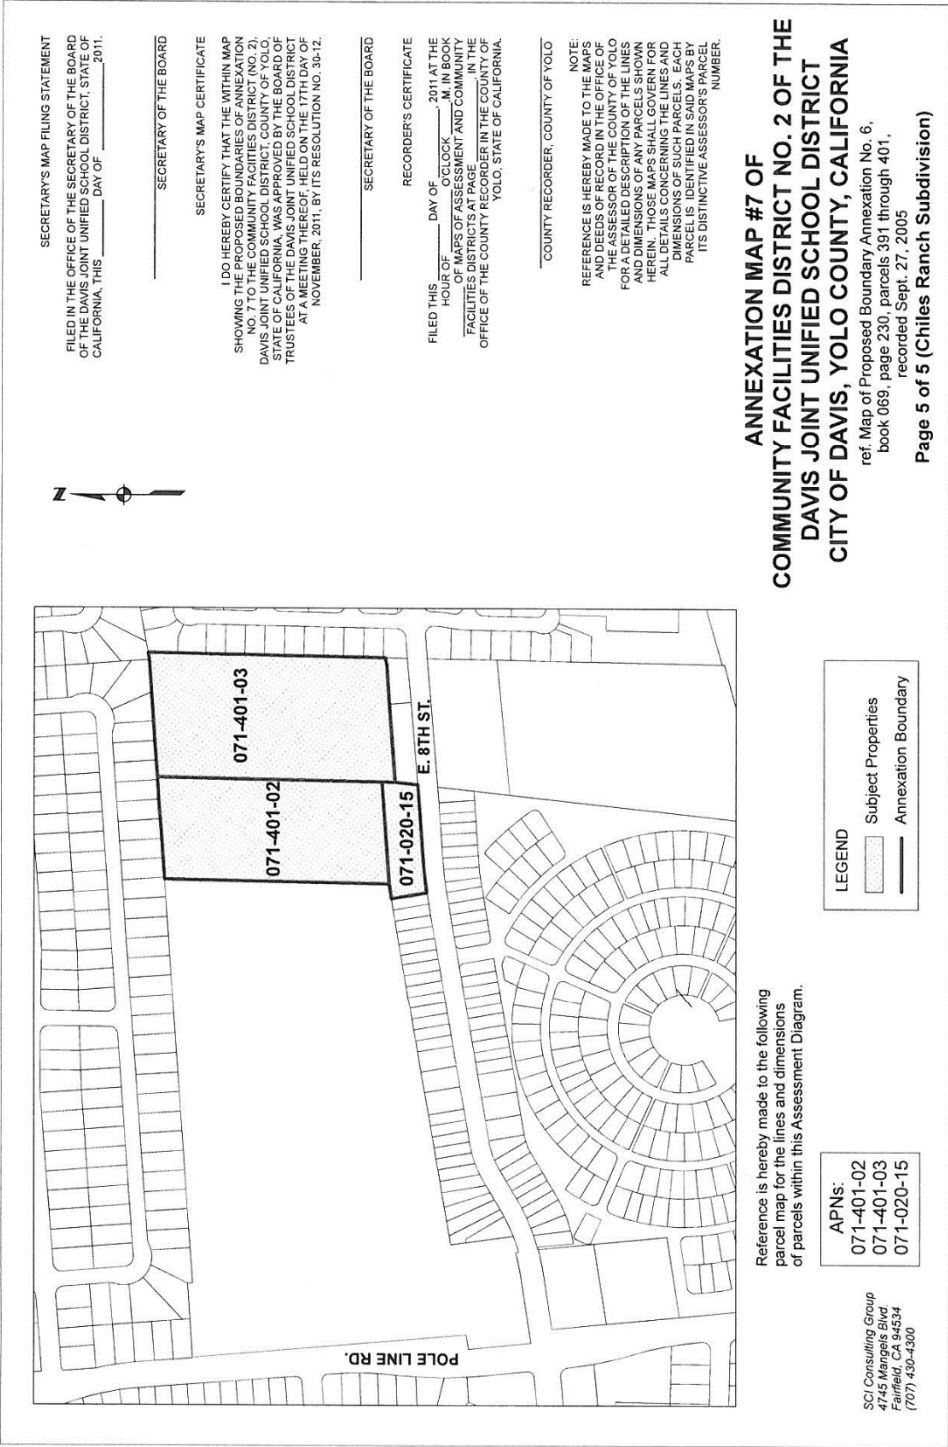 SECRETARY'S MAP FILING STATEMENT
FILED IN THE OFFICE OF THE SECRETARY OF THE BOARD
OF THE DAVIS JOINT UNIFIED SCHOOL DISTRICT, STATE OF
CALIFORNIA, THIS ______ DAY OF __________, 2011.
SECRETARY OF THE BOARD
SECRETARY'S MAP CERTIFICATE
I DO HEREBY CERTIFY THAT THE WITHIN MAP
SHOWING THE PROPOSED BOUNDARIES OF ANNEXATION
NO. 7 TO THE COMMUNITY FACILITIES DISTRICT (NO. 2),
DAVIS JOINT UNIFIED SCHOOL DISTRICT, COUNTY OF YOLO,
STATE OF CALIFORNIA, WAS APPROVED BY THE BOARD OF
TRUSTEES OF THE DAVIS JOINT UNIFIED SCHOOL DISTRICT
AT A MEETING THEREOF, HELD ON THE 17TH DAY OF
NOVEMBER, 2011, BY ITS RESOLUTION NO. 30-12.
SECRETARY OF THE BOARD
RECORDER'S CERTIFICATE
FILED THIS ______ DAY OF ________, 2011 AT THE
HOUR OF ______ O'CLOCK ____.M. IN BOOK
______ OF MAPS OF ASSESSMENT AND COMMUNITY
FACILITIES DISTRICTS AT PAGE ______, IN THE
OFFICE OF THE COUNTY RECORDER IN THE COUNTY OF
YOLO, STATE OF CALIFORNIA.
COUNTY RECORDER, COUNTY OF YOLO
NOTE:
REFERENCE IS HEREBY MADE TO THE MAPS
AND DEEDS OF RECORD IN THE OFFICE OF
THE ASSESSOR OF THE COUNTY OF YOLO
FOR A DETAILED DESCRIPTION OF THE LINES
AND DIMENSIONS OF ANY PARCELS SHOWN
HEREIN. THOSE MAPS SHALL GOVERN FOR
ALL DETAILS CONCERNING THE LINES AND
DIMENSIONS OF SUCH PARCELS. EACH
PARCEL IS IDENTIFIED IN SAID MAPS BY
ITS DISTINCTIVE ASSESSOR'S PARCEL
NUMBER.
N
071-401-03
071-401-02
071-020-15
E. 8TH ST.
POLE LINE RD.
Reference is hereby made to the following
parcel map for the lines and dimensions
of parcels within this Assessment Diagram.
APNs:
071-401-02
071-401-03
071-020-15
LEGEND
Subject Properties
Annexation Boundary
SCI Consulting Group
4745 Mangels Blvd.
Fairfield, CA 94534
(707) 430-4300
ANNEXATION MAP #7 OF
COMMUNITY FACILITIES DISTRICT NO. 2 OF THE
DAVIS JOINT UNIFIED SCHOOL DISTRICT
CITY OF DAVIS, YOLO COUNTY, CALIFORNIA
ref. Map of Proposed Boundary Annexation No. 6,
book 069, page 230, parcels 391 through 401,
recorded Sept. 27, 2005
Page 5 of 5 (Chiles Ranch Subdivision)